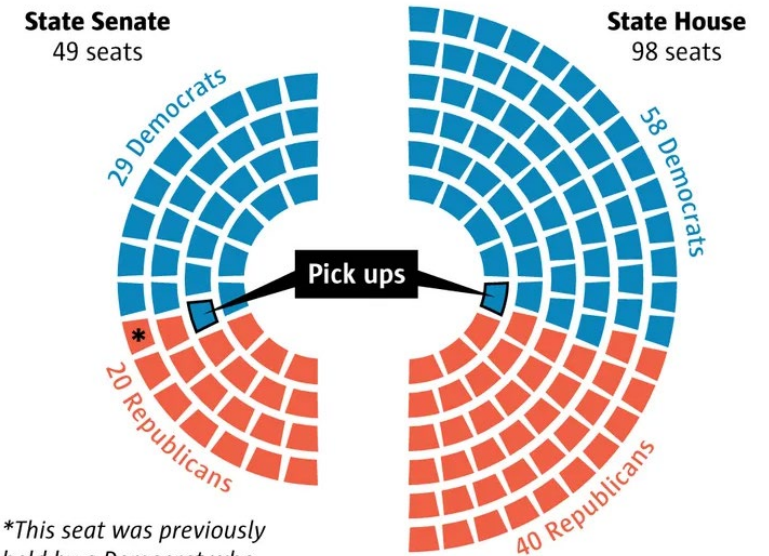 State Senate
49 seats
State House
98 seats
29 Democrats
58 Democrats
Pick ups
*
20 Republicans
40 Republicans
*This seat was previously